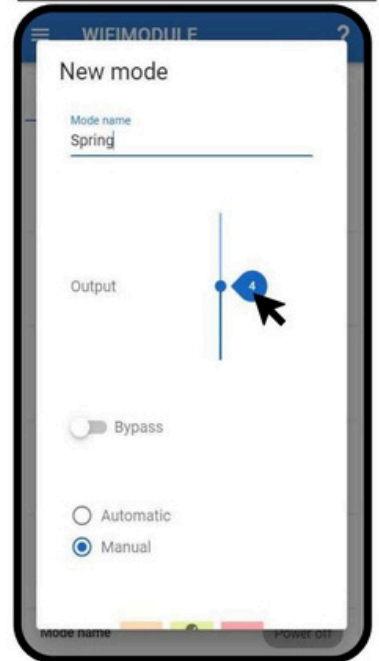 WIFIMODULE ?
New mode
Mode name
Spring
Output
4
Bypass
Automatic
Manual
Mode name
Power off